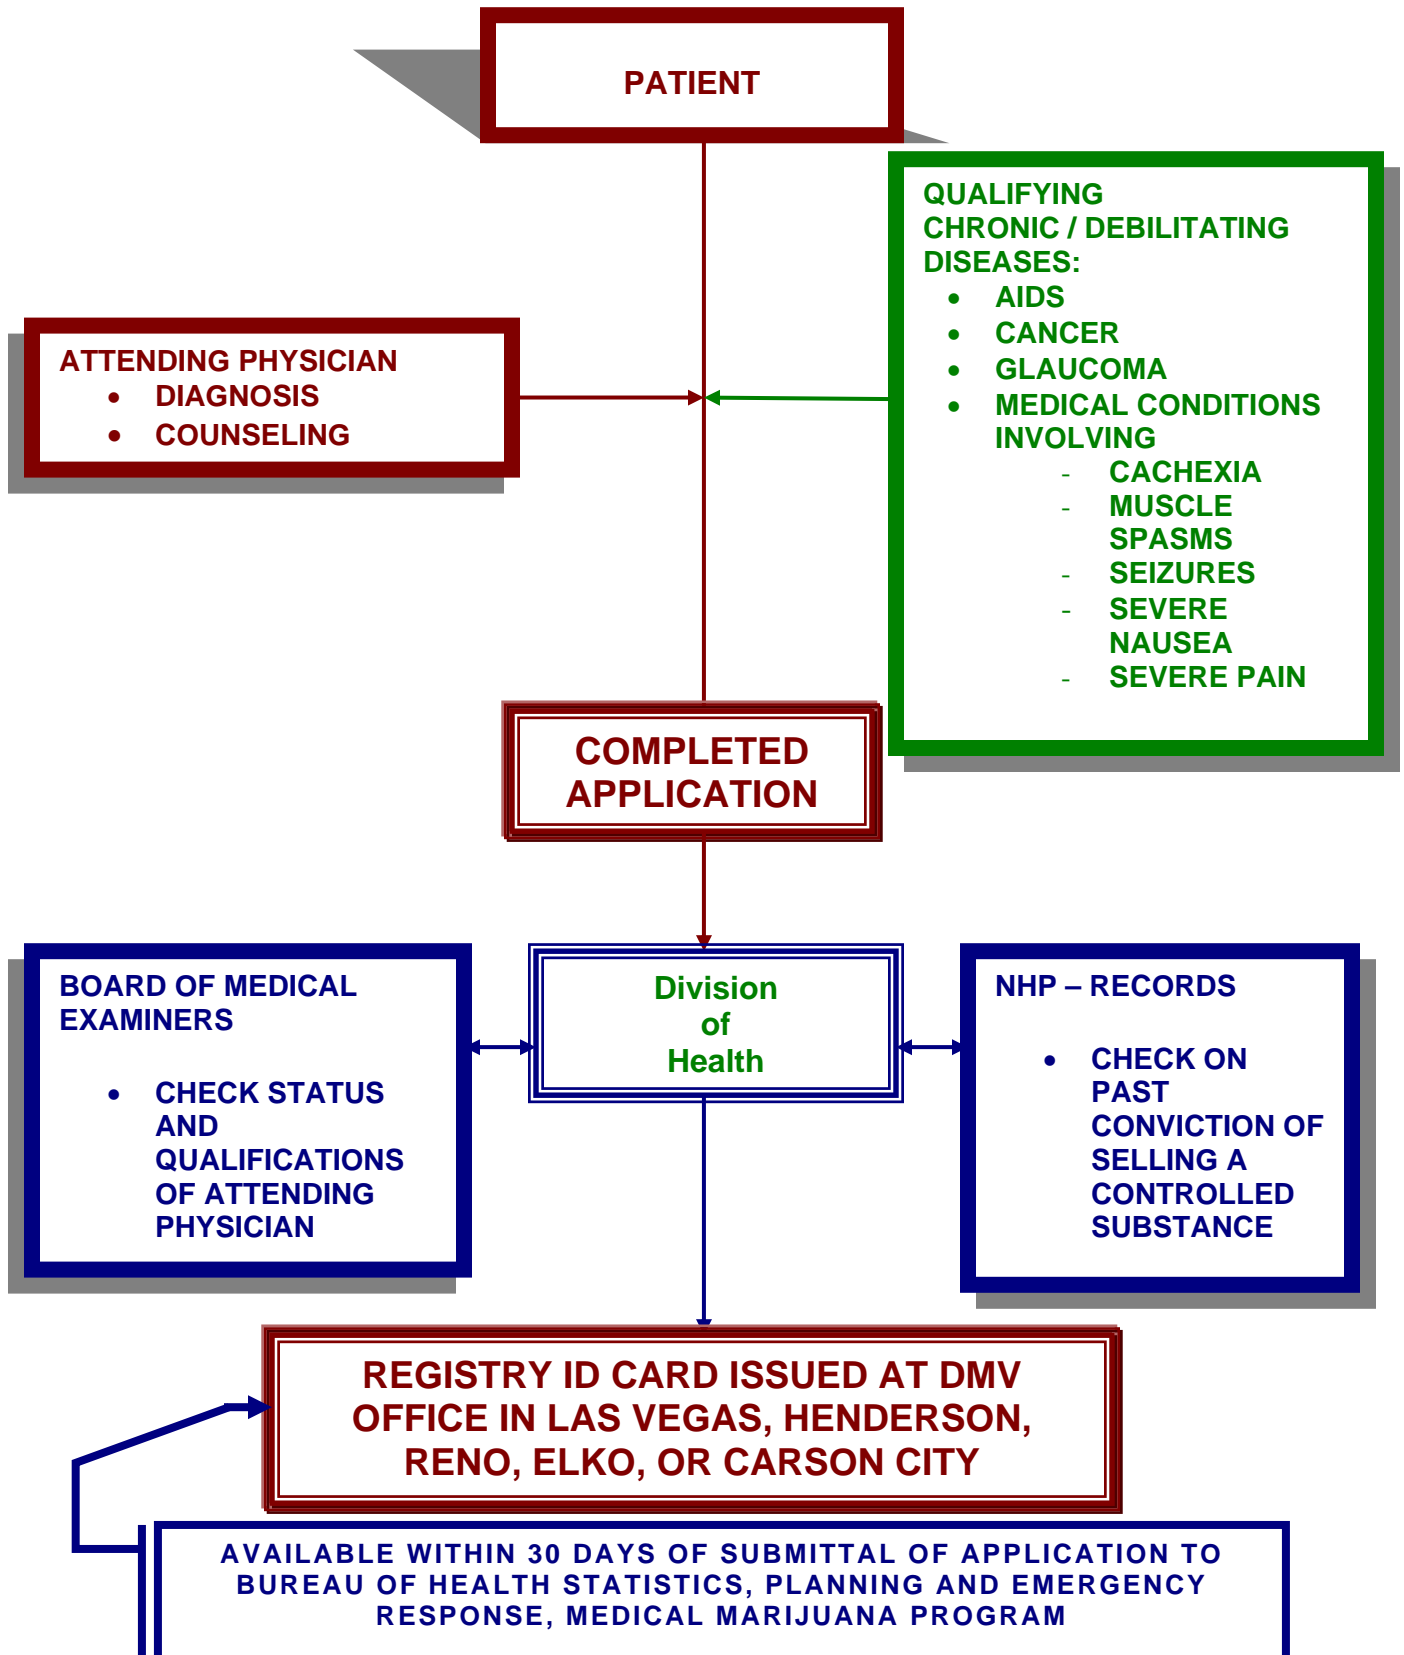 PATIENT
QUALIFYING
CHRONIC / DEBILITATING
DISEASES:
• AIDS
• CANCER
• GLAUCOMA
• MEDICAL CONDITIONS
INVOLVING
- CACHEXIA
- MUSCLE
SPASMS
- SEIZURES
- SEVERE
NAUSEA
- SEVERE PAIN
ATTENDING PHYSICIAN
• DIAGNOSIS
• COUNSELING
COMPLETED
APPLICATION
BOARD OF MEDICAL
EXAMINERS
• CHECK STATUS
AND
QUALIFICATIONS
OF ATTENDING
PHYSICIAN
Division
of
Health
NHP – RECORDS
• CHECK ON
PAST
CONVICTION OF
SELLING A
CONTROLLED
SUBSTANCE
REGISTRY ID CARD ISSUED AT DMV
OFFICE IN LAS VEGAS, HENDERSON,
RENO, ELKO, OR CARSON CITY
AVAILABLE WITHIN 30 DAYS OF SUBMITTAL OF APPLICATION TO
BUREAU OF HEALTH STATISTICS, PLANNING AND EMERGENCY
RESPONSE, MEDICAL MARIJUANA PROGRAM